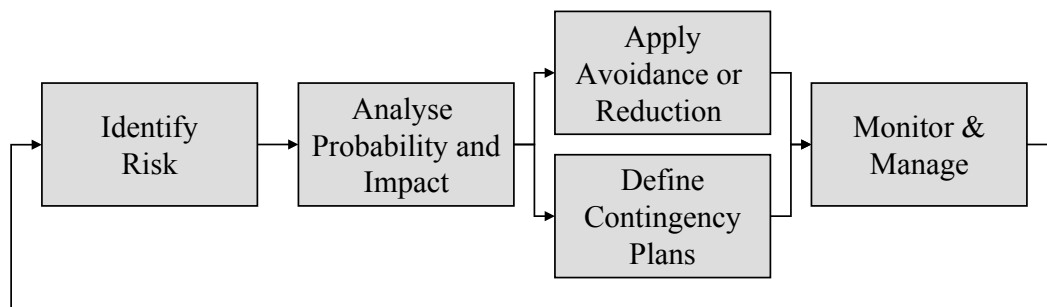 Identify
Risk
Analyse
Probability and
Impact
Apply
Avoidance or
Reduction
Define
Contingency
Plans
Monitor &
Manage